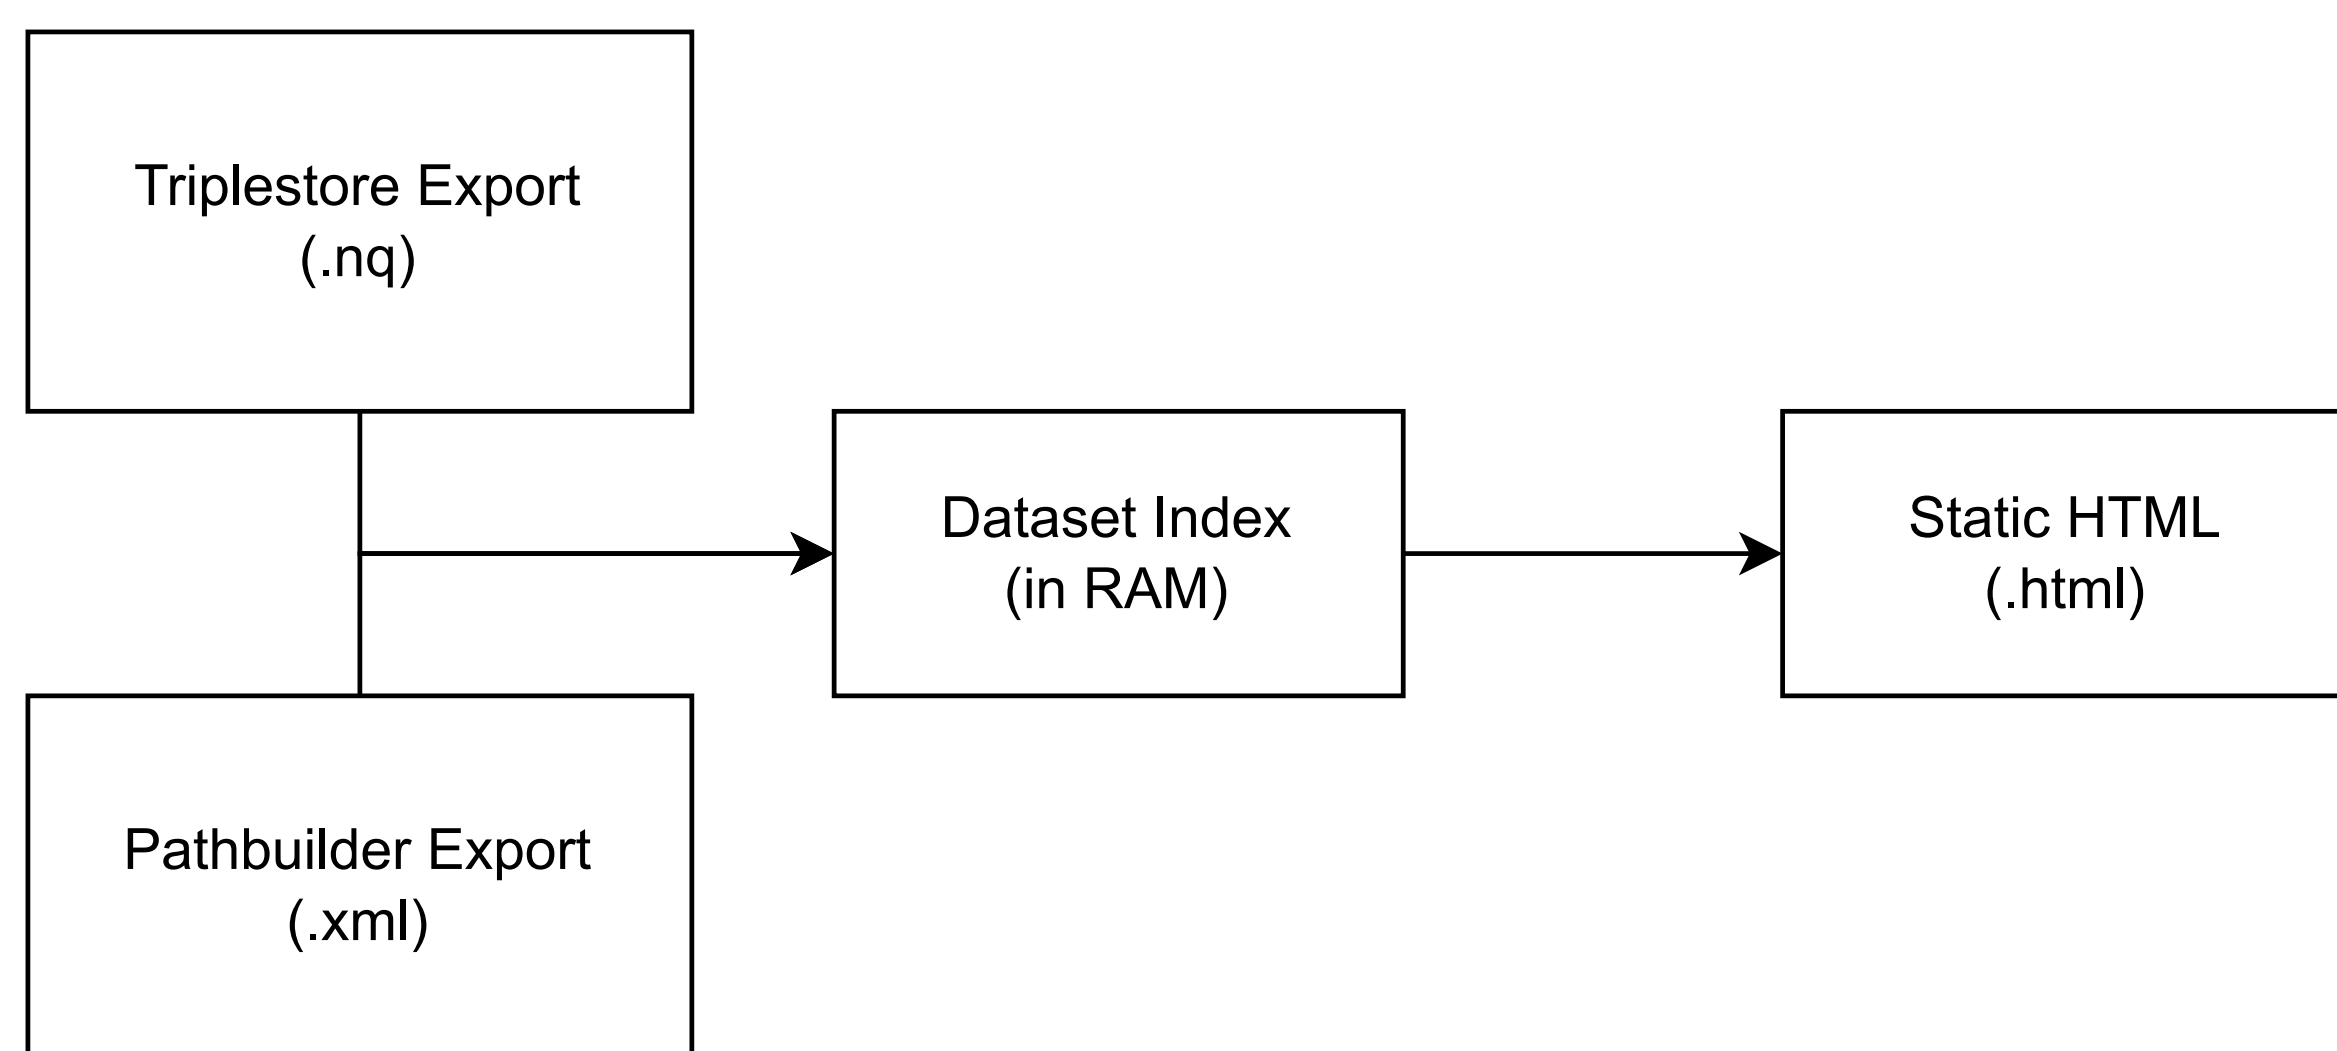 Triplestore Export
(.nq)
Dataset Index
(in RAM)
Static HTML
(.html)
Pathbuilder Export
(.xml)